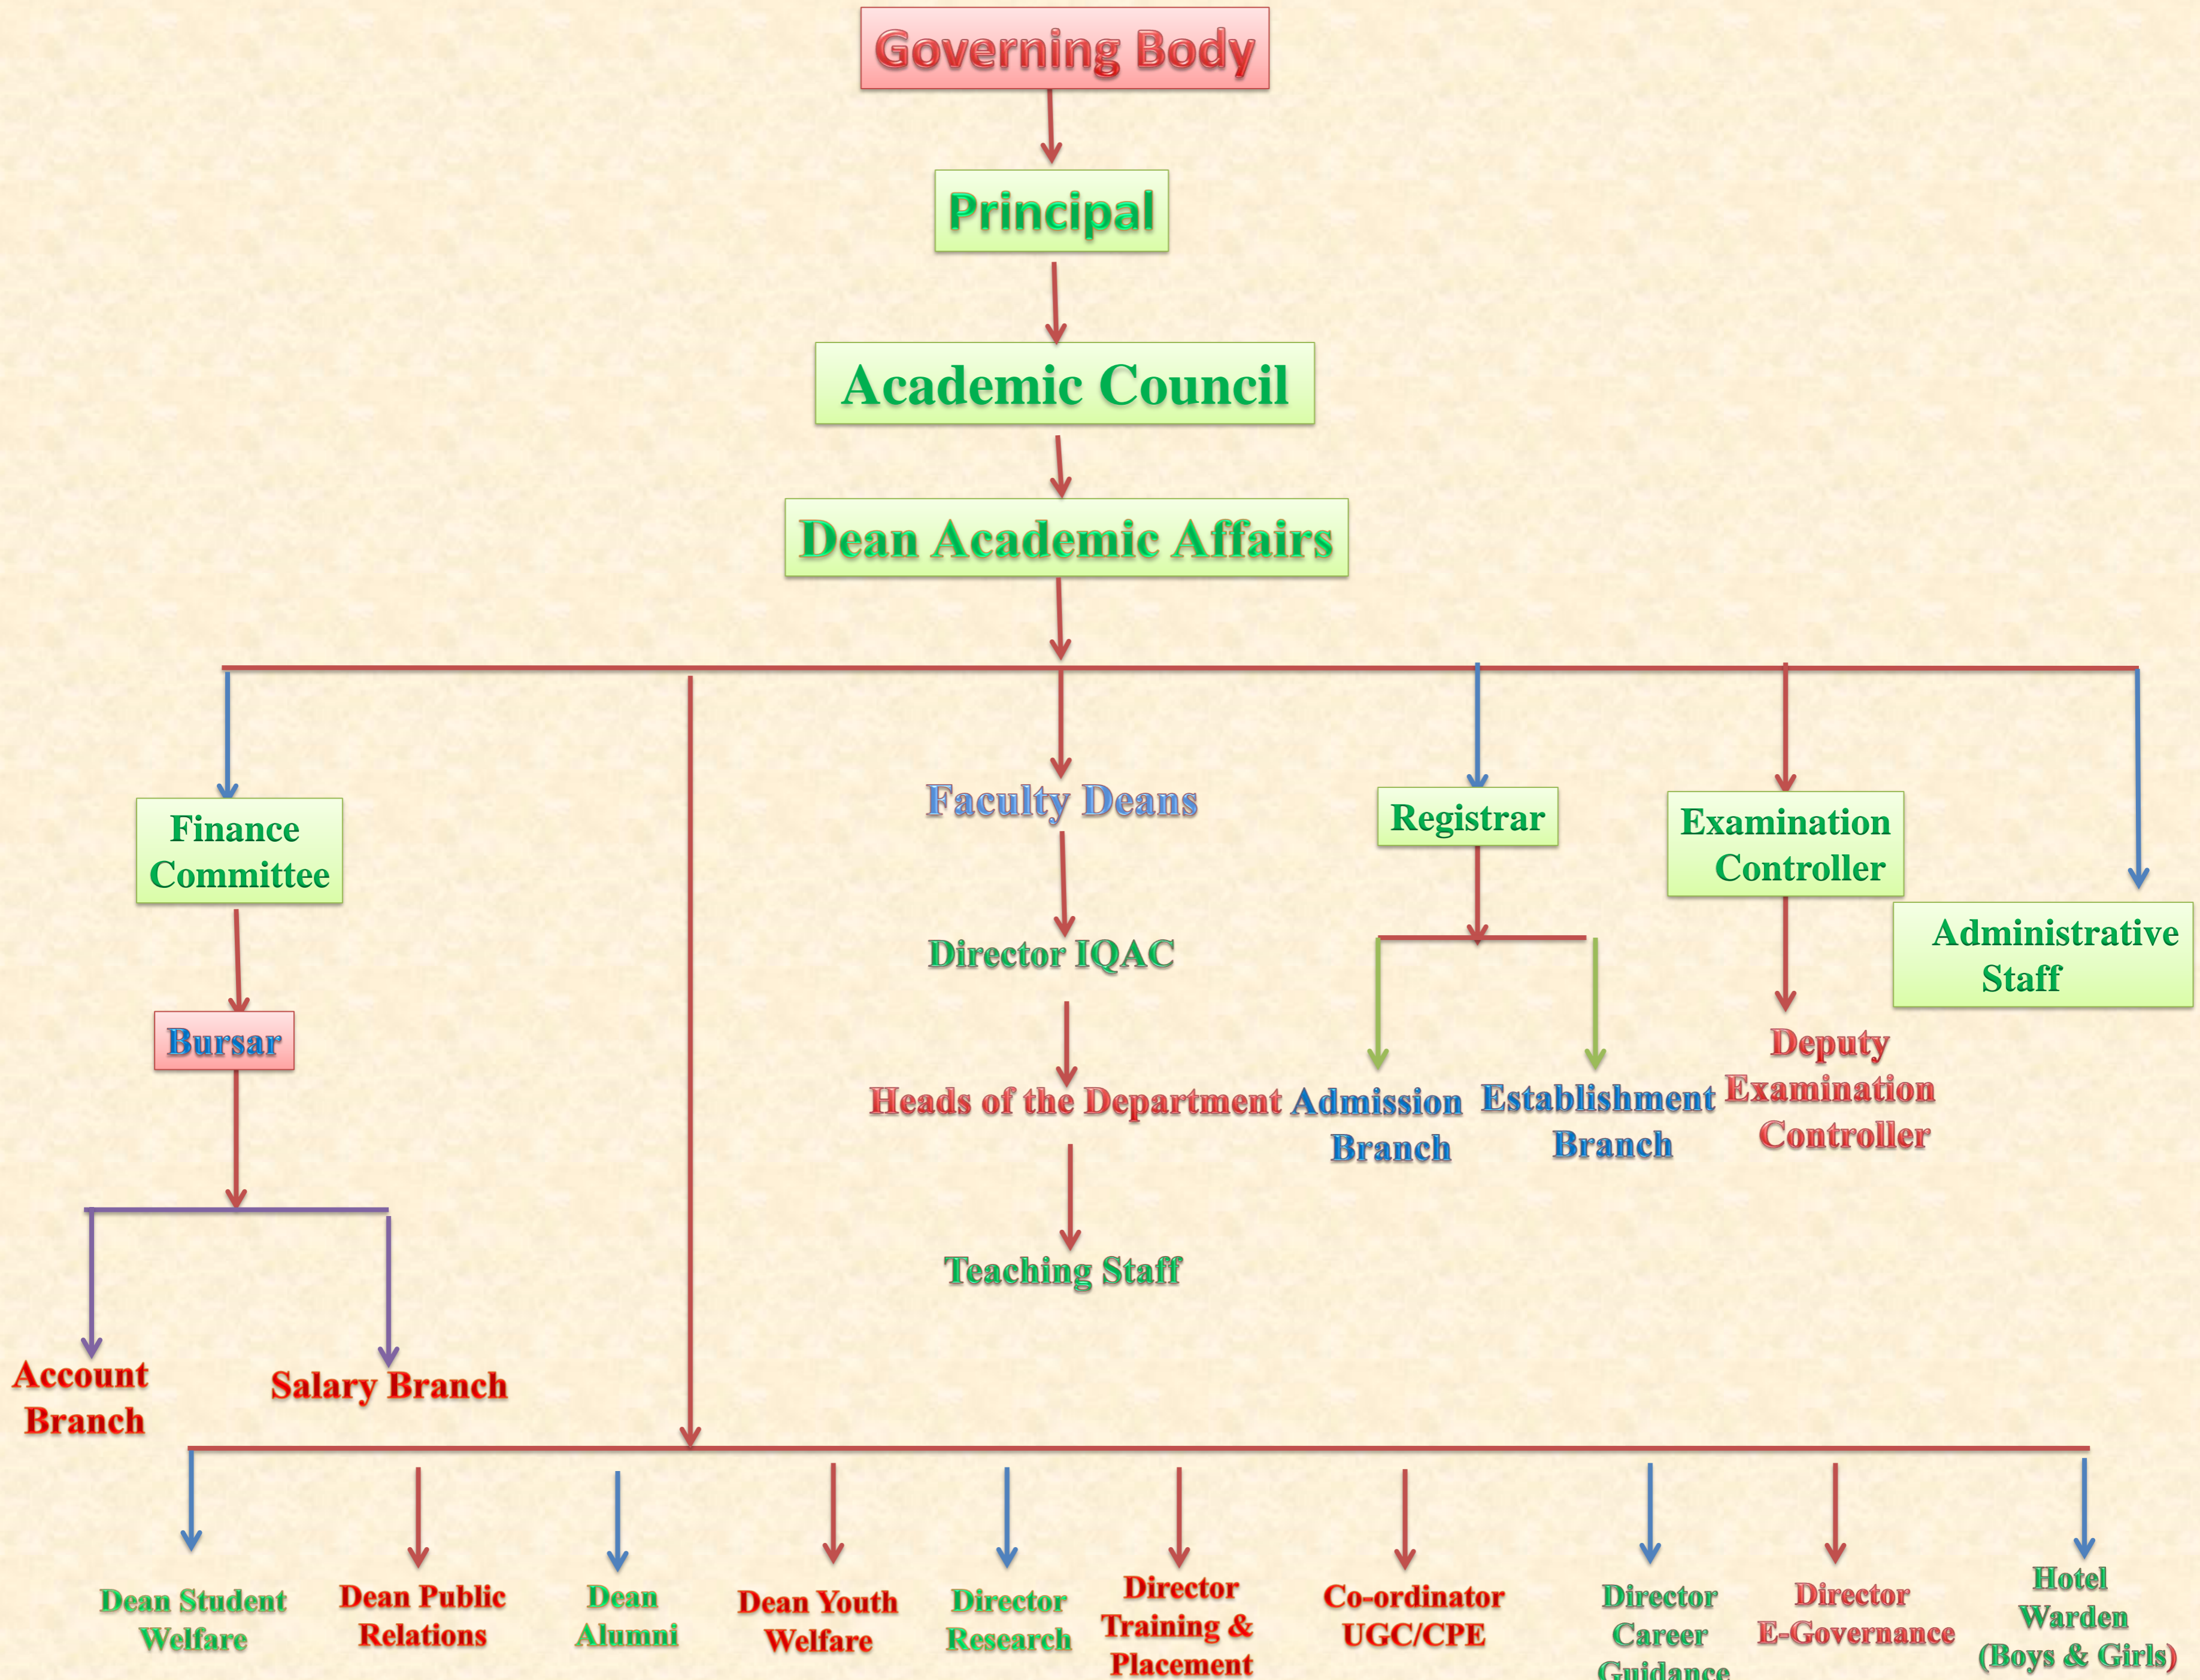 Governing Body
Principal
Academic Council
Dean Academic Affairs
Finance
Committee
Faculty Deans
Registrar
Examination
Controller
Administrative
Staff
Director IQAC
Bursar
Heads of the Department
Admission
Branch
Establishment
Branch
Deputy
Examination
Controller
Teaching Staff
Account
Branch
Salary Branch
Dean Student
Welfare
Dean Public
Relations
Dean
Alumni
Dean Youth
Welfare
Director
Research
Director
Training &
Placement
Co-ordinator
UGC/CPE
Director
Career
Guidance
Director
E-Governance
Hotel
Warden
(Boys & Girls)